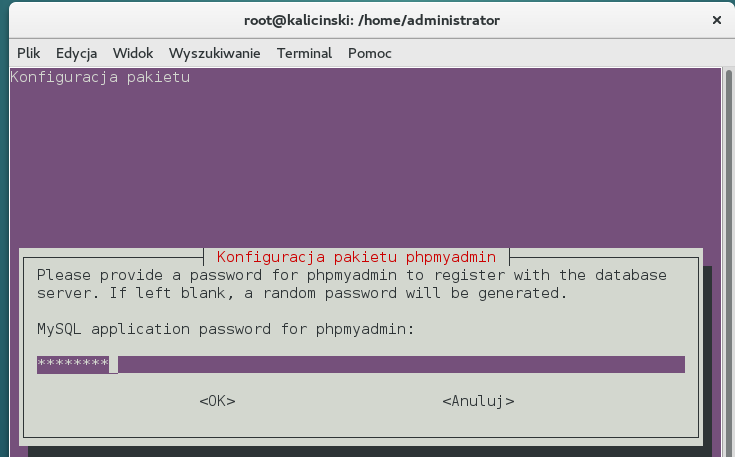 root@kalicinski: /home/administrator
×
Plik Edycja Widok Wyszukiwanie Terminal Pomoc
Konfiguracja pakietu
Konfiguracja pakietu phpmyadmin
Please provide a password for phpmyadmin to register with the database
server. If left blank, a random password will be generated.
MySQL application password for phpmyadmin:
********_
<OK> <Anuluj>